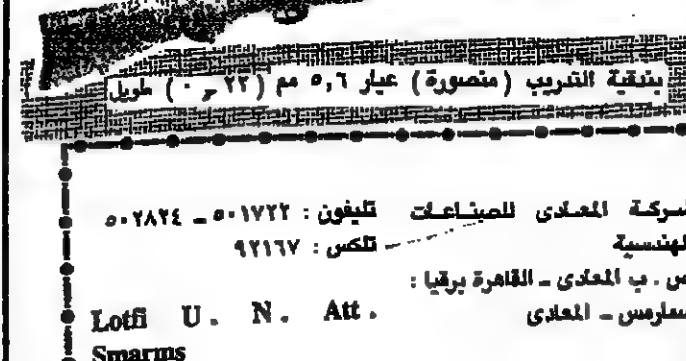 بندقية التدريب (منصورة) عيار ٥,٦ مم (٢٢ر٠) طويل
شركة المعادى للصناعات
الهندسية
ص . ب المعادى ـ القاهرة برقيا :
سمارمس ـ المعادى
تليفون : ٥٠١٧٢٢ ـ ٥٠٢٨٢٤
تلكس : ٩٢١٦٧
Lotfi U. N. Att.
Smarms